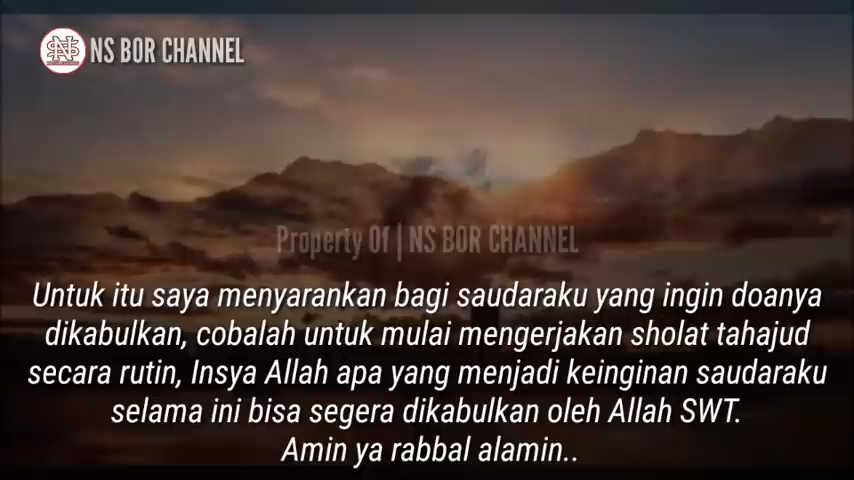 NS BOR CHANNEL
Property Of | NS BOR CHANNEL
Untuk itu saya menyarankan bagi saudaraku yang ingin doanya
dikabulkan, cobalah untuk mulai mengerjakan sholat tahajud
secara rutin, Insya Allah apa yang menjadi keinginan saudaraku
selama ini bisa segera dikabulkan oleh Allah SWT.
Amin ya rabbal alamin..